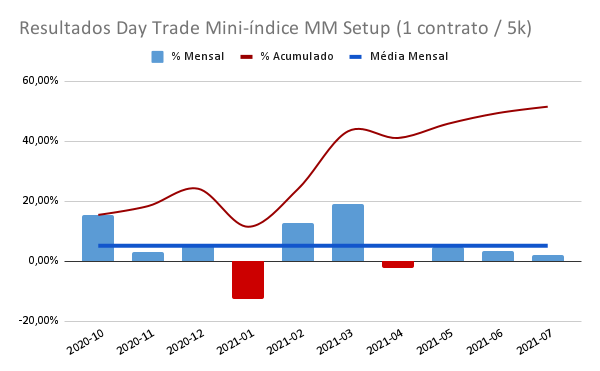 Resultados Day Trade Mini-índice MM Setup (1 contrato / 5k)
% Mensal % Acumulado Média Mensal
60,00%
40,00%
20,00%
0,00%
-20,00%
2020-10 2020-11 2020-12 2021-01 2021-02 2021-03 2021-04 2021-05 2021-06 2021-07